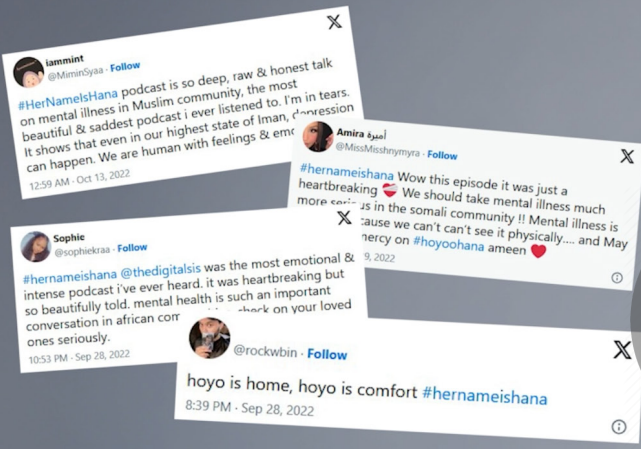 iammint
@MiminSyaa · Follow
#HerNameIsHana podcast is so deep, raw & honest talk
on mental illness in Muslim community, the most
beautiful & saddest podcast i ever listened to. I'm in tears.
It shows that even in our highest state of Iman, depression
can happen. We are human with feelings &
12:59 AM · Oct 13, 2022
Amira أميرة
@MissMisshnymyra · Follow
#hernameishana Wow this episode it was just a
heartbreaking ❤️‍🩹 We should take mental illness much
more serious us in the somali community !! Mental illness is
cause we can't can't see it physically.... and May
mercy on #hoyoohana ameen ❤️
9, 2022
Sophie
@sophiekraa · Follow
#hernameishana @thedigitalsis was the most emotional &
intense podcast i've ever heard. it was heartbreaking but
so beautifully told. mental health is such an important
conversation in african check on your loved
ones seriously.
10:53 PM · Sep 28, 2022
@rockwbin · Follow
hoyo is home, hoyo is comfort #hernameishana
8:39 PM · Sep 28, 2022